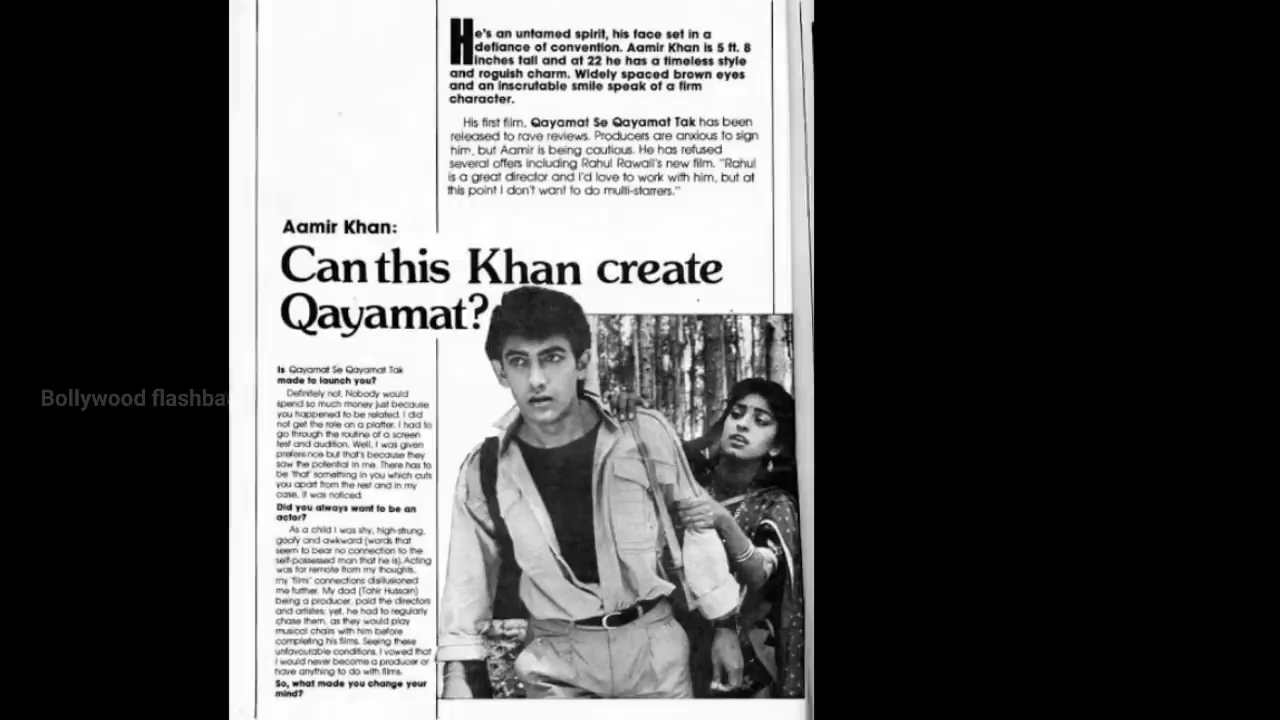 He's an untamed spirit, his face set in a
defiance of convention. Aamir Khan is 5 ft. 8
inches tall and at 22 he has a timeless style
and roguish charm. Widely spaced brown eyes
and an inscrutable smile speak of a firm
character.
His first film, Qayamat Se Qayamat Tak has been
released to rave reviews. Producers are anxious to sign
him, but Aamir is being cautious. He has refused
several offers including Rahul Rawail's new film. "Rahul
is a great director and I'd love to work with him, but at
this point I don't want to do multi-starrers."
Aamir Khan:
Can this Khan create
Qayamat?
Is Qayamat Se Qayamat Tak
made to launch you?
Definitely not. Nobody would
spend so much money just because
you happened to be related. I did
not get the role on a platter. I had to
go through the routine of a screen
test and audition. Well, I was given
preference but that's because they
saw the potential in me. There has to
be 'that' something in you which cuts
you apart from the rest and in my
case, it was noticed.
Did you always want to be an
actor?
As a child I was shy, high-strung,
goofy and awkward (words that
seem to bear no connection to the
self-possessed man that he is). Acting
was far remote from my thoughts,
my 'filmi' connections disillusioned
me further. My dad (Tahir Hussain)
being a producer, paid the directors
and artistes; yet, he had to regularly
chase them, as they would play
musical chairs with him before
completing his films. Seeing these
unfavourable conditions, I vowed that
I would never become a producer or
have anything to do with films.
So, what made you change your
mind?
Bollywood flashba